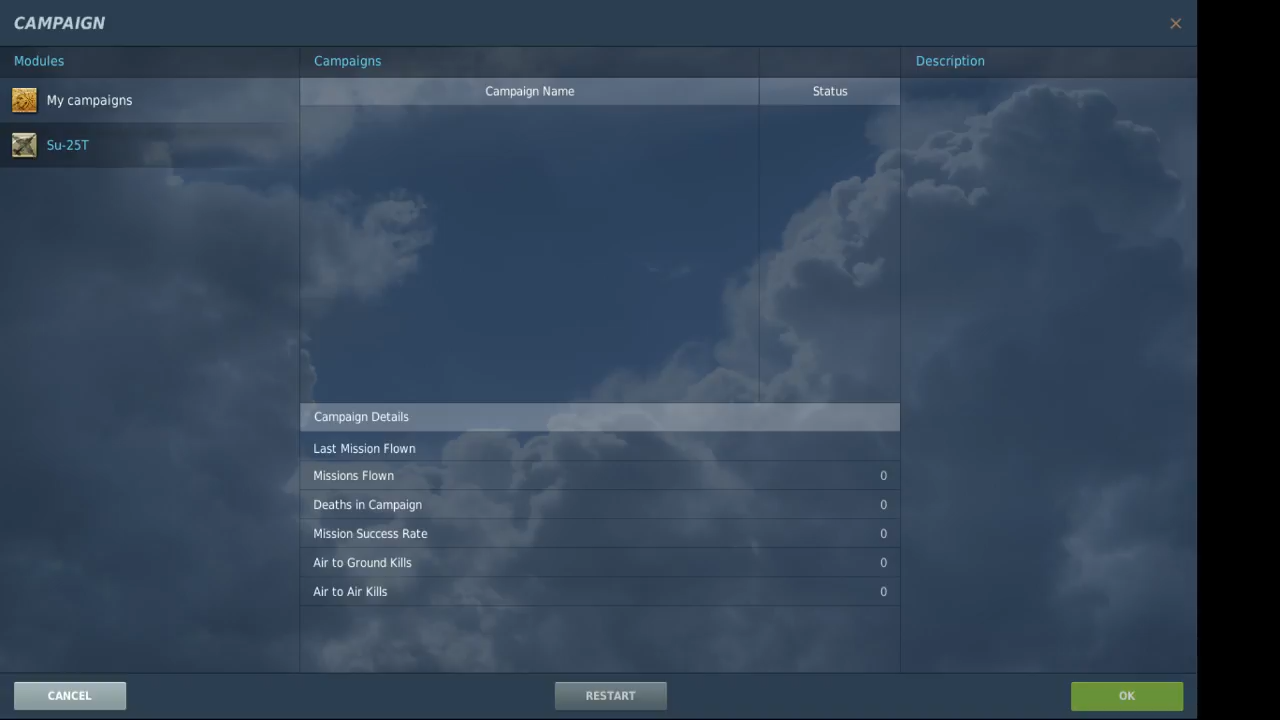 CAMPAIGN
Modules
Campaigns
Description
Campaign Name
Status
My campaigns
Su-25T
Campaign Details
Last Mission Flown
Missions Flown 0
Deaths in Campaign 0
Mission Success Rate 0
Air to Ground Kills 0
Air to Air Kills 0
CANCEL
RESTART
OK